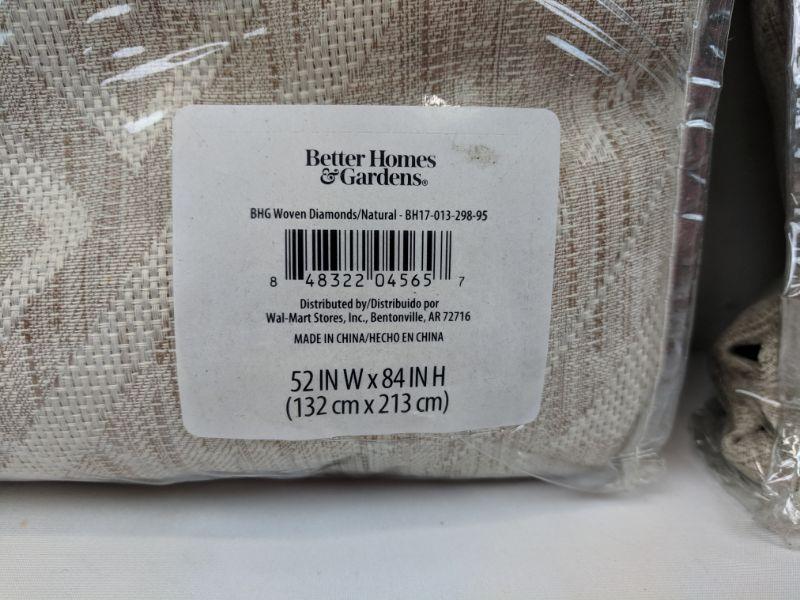 Better Homes
& Gardens®
BHG Woven Diamonds/Natural - BH17-013-298-95
8 48322 04565 7
Distributed by/Distribuido por
Wal-Mart Stores, Inc., Bentonville, AR 72716
MADE IN CHINA/HECHO EN CHINA
52 IN W x 84 IN H
(132 cm x 213 cm)